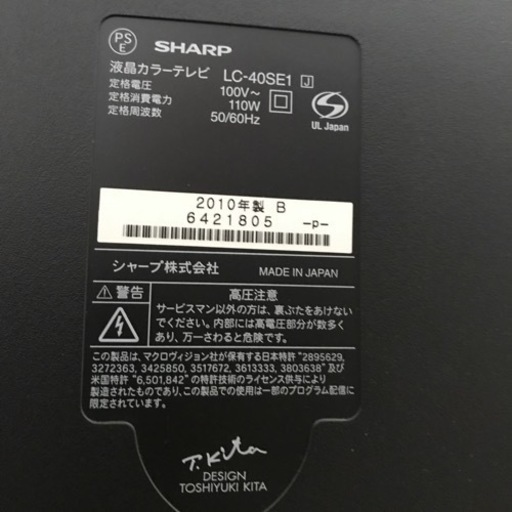 PS
E
SHARP
液晶カラーテレビ LC-40SE1 J
定格電圧 100V～
定格消費電力 110W
定格周波数 50/60Hz
UL Japan
2010年製 B
6421805 -p-
シャープ株式会社 MADE IN JAPAN
警告 高圧注意
サービスマン以外の方は、裏ぶたをあけない
でください。内部には高電圧部分が数多く
あり、万一さわると危険です。
この製品は、マクロヴィジョン社が保有する日本特許 "2895629,
3272363, 3425850, 3517672, 3613333, 3803638" 及び
米国特許 "6,501,842" の特許技術のライセンス供与により
製造されたものであり、この製品での使用は一部のプログラム配信に
限定されています。
T.Kita
DESIGN
TOSHIYUKI KITA